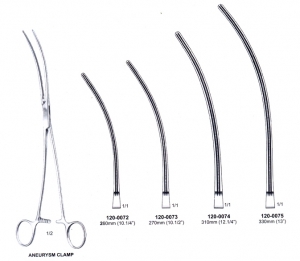 1/2
ANEURYSM CLAMP
1/1
120-0072
260mm (10.1/4")
1/1
120-0073
270mm (10.1/2")
1/1
120-0074
310mm (12.1/4")
1/1
120-0075
330mm (13")